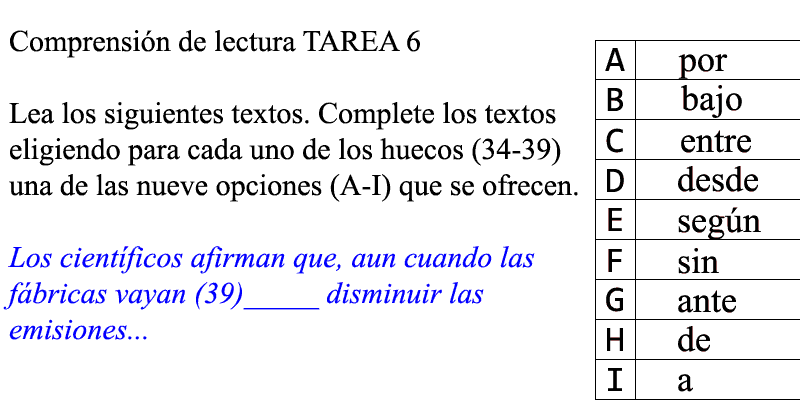 Comprensión de lectura TAREA 6
Lea los siguientes textos. Complete los textos
eligiendo para cada uno de los huecos (34-39)
una de las nueve opciones (A-I) que se ofrecen.
Los científicos afirman que, aun cuando las
fábricas vayan (39)_____ disminuir las
emisiones...
A por
B bajo
C entre
D desde
E según
F sin
G ante
H de
I a